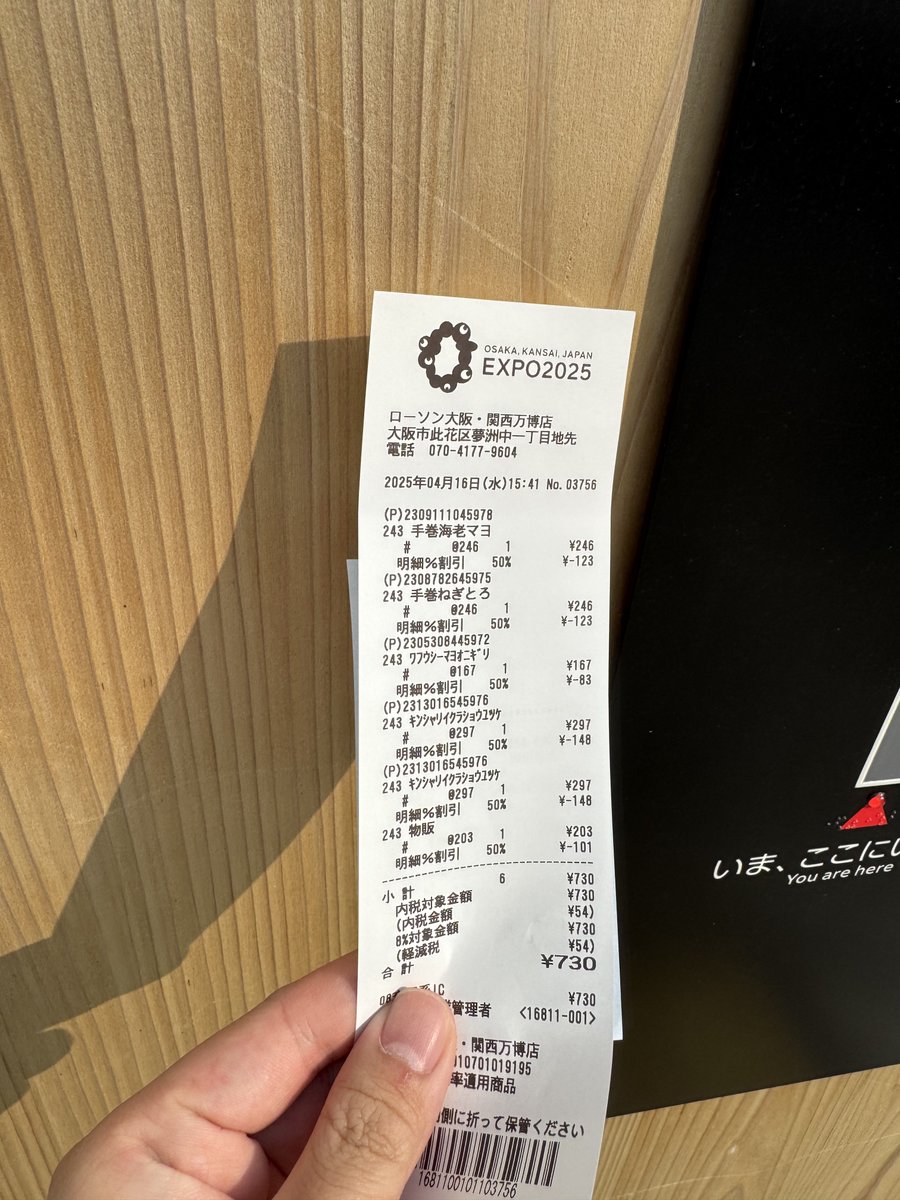 OSAKA, KANSAI, JAPAN
EXPO2025
ローソン大阪・関西万博店
大阪市此花区夢洲中一丁目地先
電話 070-4177-9604
2025年04月16日(水)15:41 No.03756
(P)2309111045978
243 手巻海老マヨ
# @246 1 ¥246
明細%割引 50% ¥-123
(P)2308782645975
243 手巻ねぎとろ
# @246 1 ¥246
明細%割引 50% ¥-123
(P)2305308445972
243 ワフウシーマヨオニギリ
# @167 1 ¥167
明細%割引 50% ¥-83
(P)2313016545976
243 キンシャリイクラショウユツケ
# @297 1 ¥297
明細%割引 50% ¥-148
(P)2313016545976
243 キンシャリイクラショウユツケ
# @297 1 ¥297
明細%割引 50% ¥-148
243 物販
# @203 1 ¥203
明細%割引 50% ¥-101
小 計 6 ¥730
内税対象金額 ¥730
(内税金額 ¥54)
8%対象金額 ¥730
(軽減税 ¥54)
合 計 ¥730
IC ¥730
管理者 <16811-001>
・関西万博店
10701019195
率適用商品
側に折って保管ください
1681100101103756
いま、ここに
You are here